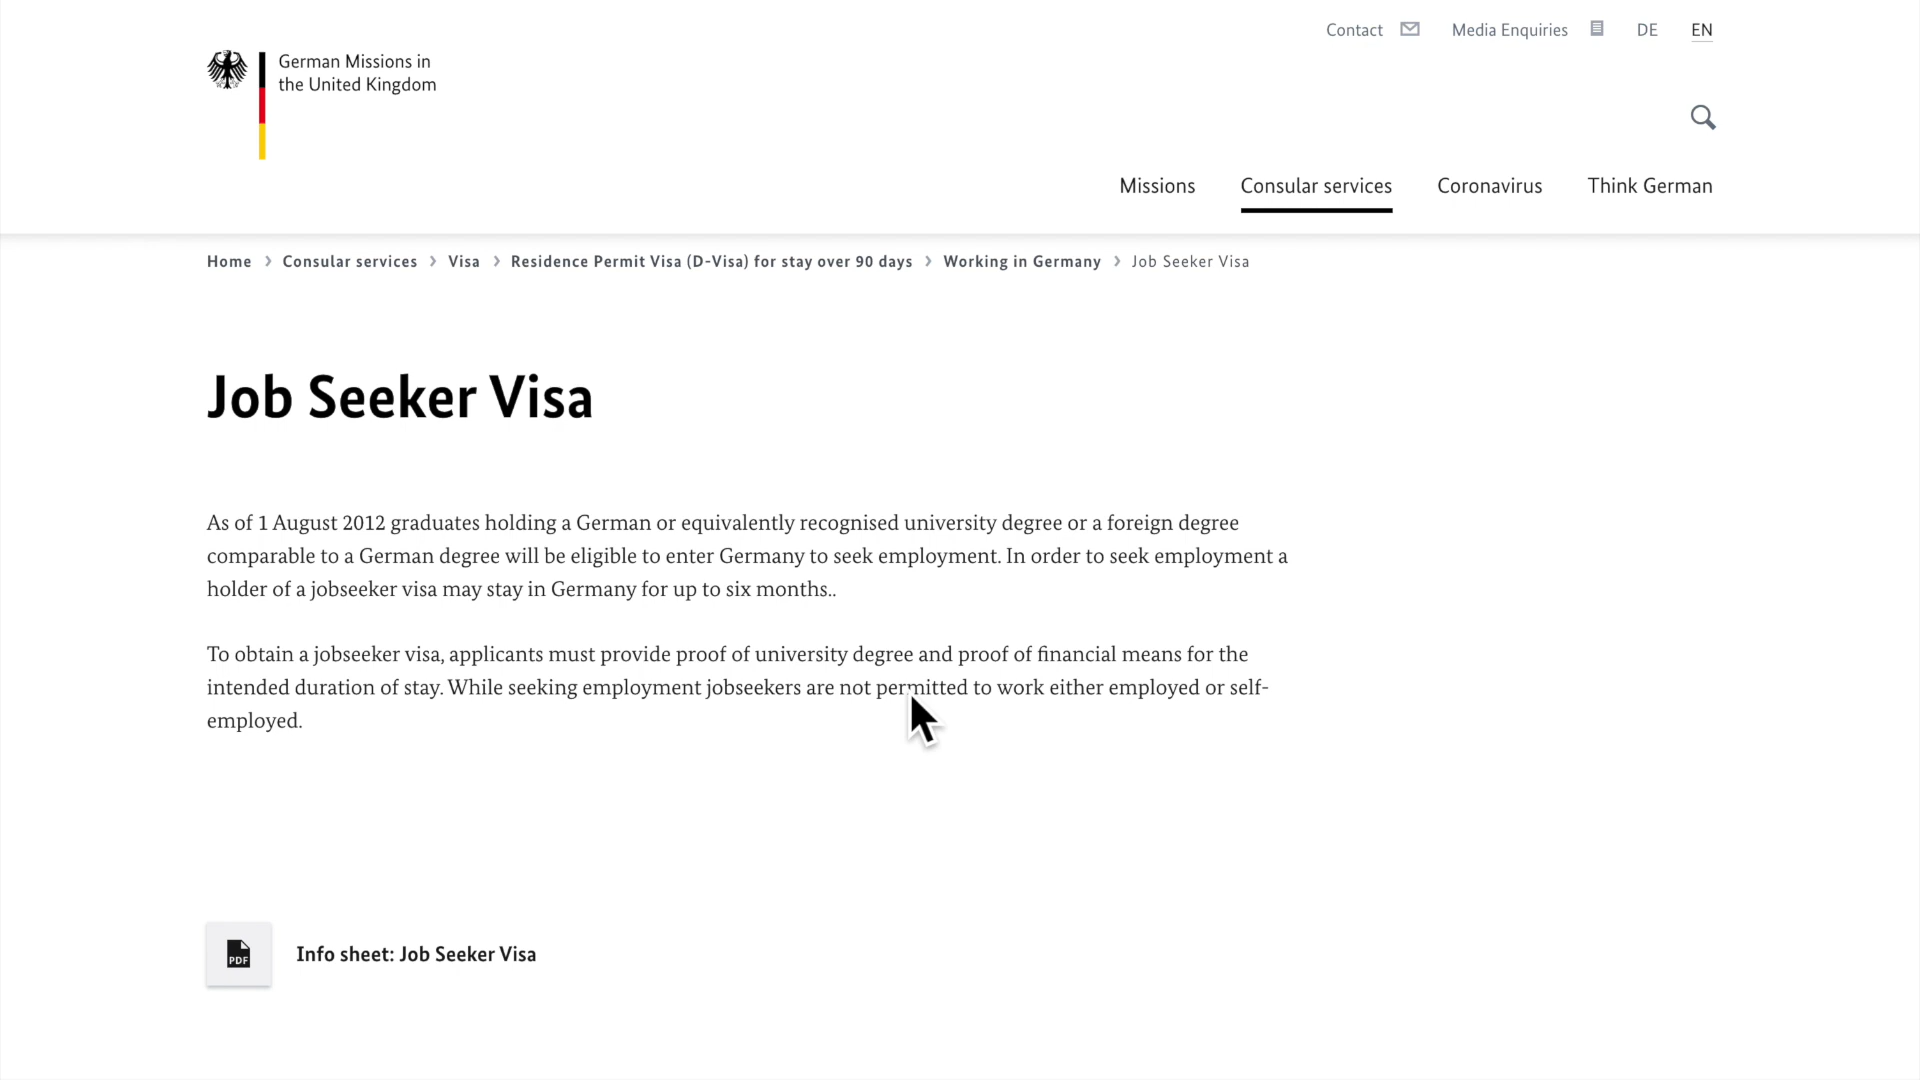 Contact
Media Enquiries
DE
EN
German Missions in
the United Kingdom
Missions
Consular services
Coronavirus
Think German
Home > Consular services > Visa > Residence Permit Visa (D-Visa) for stay over 90 days > Working in Germany > Job Seeker Visa
Job Seeker Visa
As of 1 August 2012 graduates holding a German or equivalently recognised university degree or a foreign degree
comparable to a German degree will be eligible to enter Germany to seek employment. In order to seek employment a
holder of a jobseeker visa may stay in Germany for up to six months..
To obtain a jobseeker visa, applicants must provide proof of university degree and proof of financial means for the
intended duration of stay. While seeking employment jobseekers are not permitted to work either employed or self-
employed.
PDF
Info sheet: Job Seeker Visa